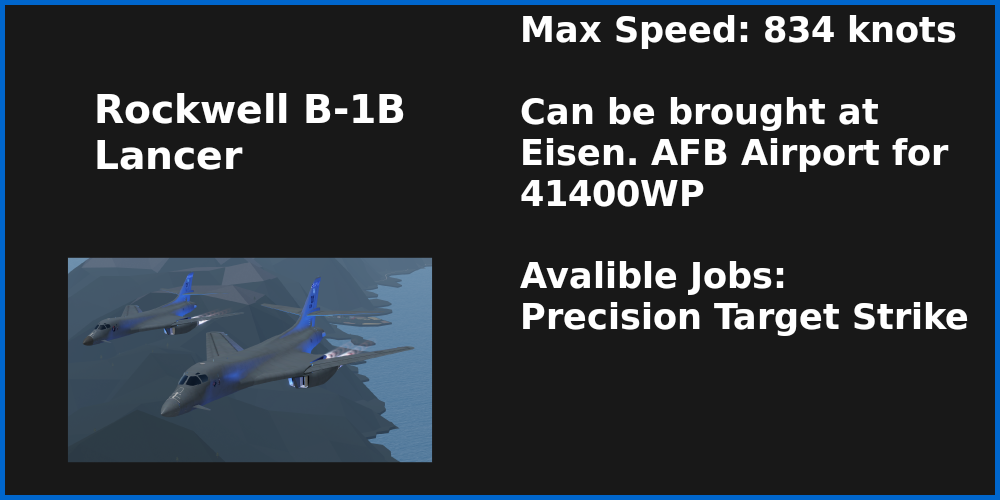 Rockwell B-1B
Lancer
Max Speed: 834 knots
Can be brought at
Eisen. AFB Airport for
41400WP
Avalible Jobs:
Precision Target Strike